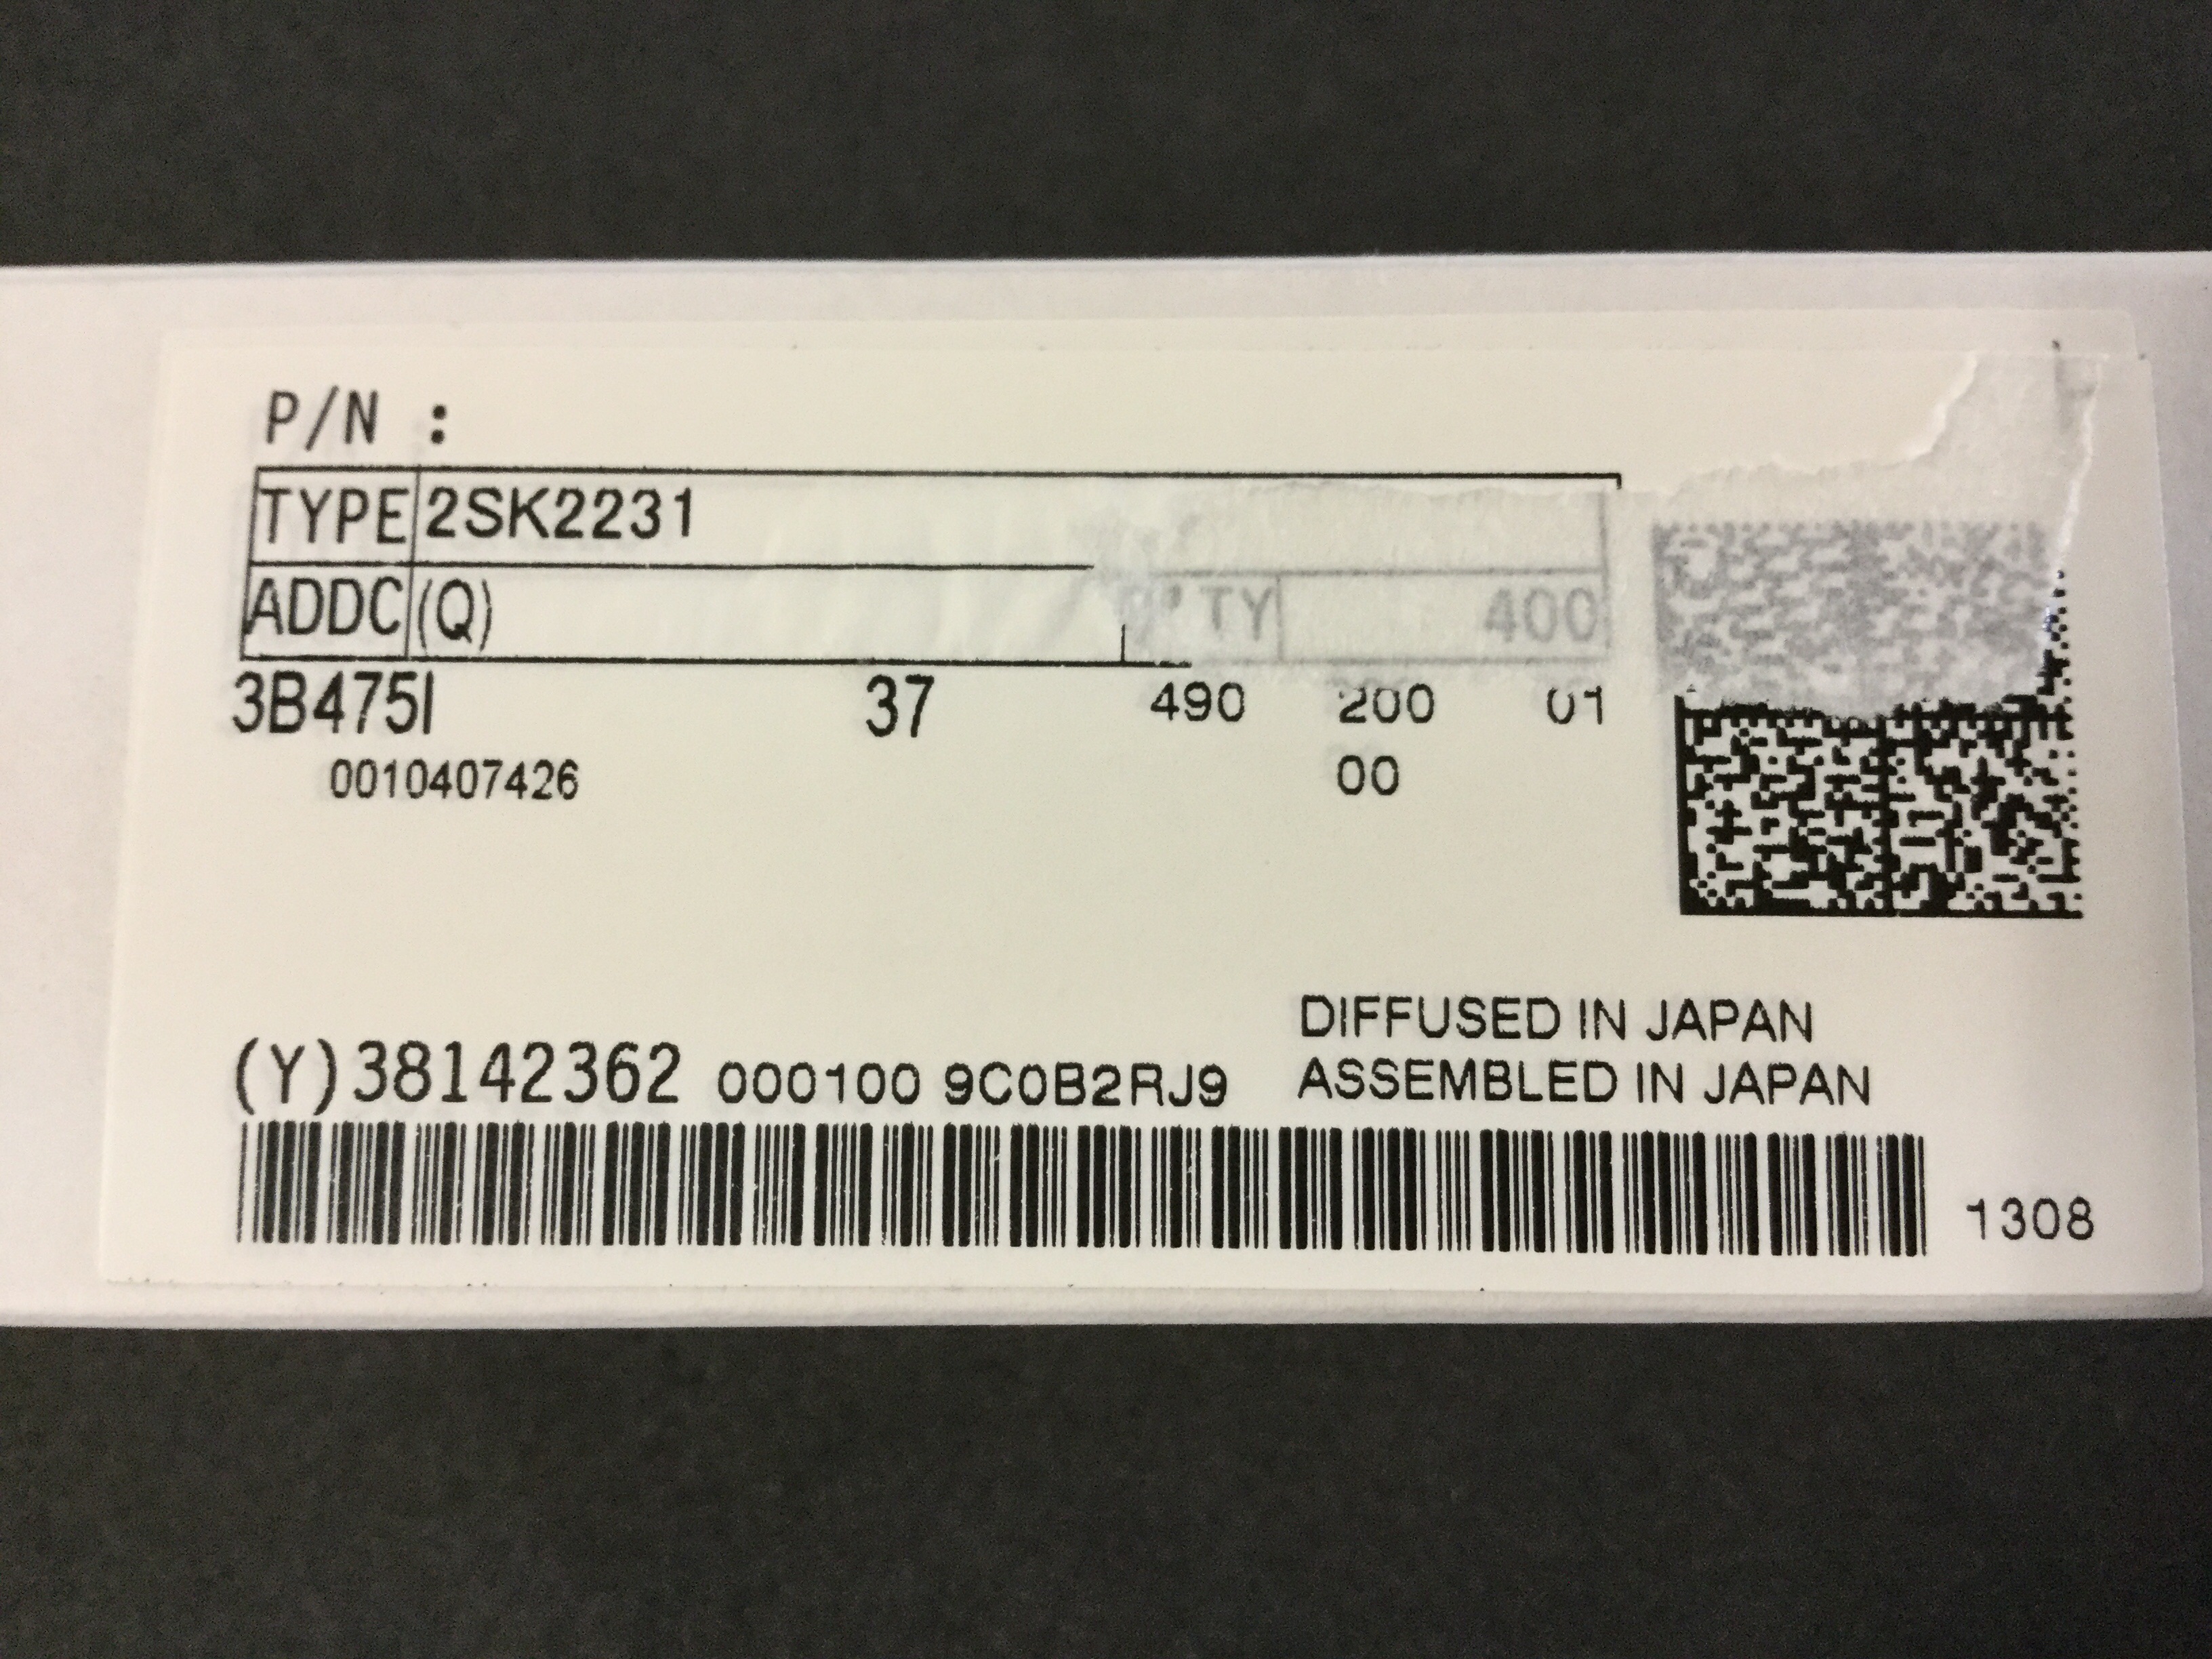 P/N :
TYPE 2SK2231
ADDC (Q) Q'TY 400
3B475I 37 490 200 01
0010407426 00
DIFFUSED IN JAPAN
(Y)38142362 000100 9C0B2RJ9 ASSEMBLED IN JAPAN
1308